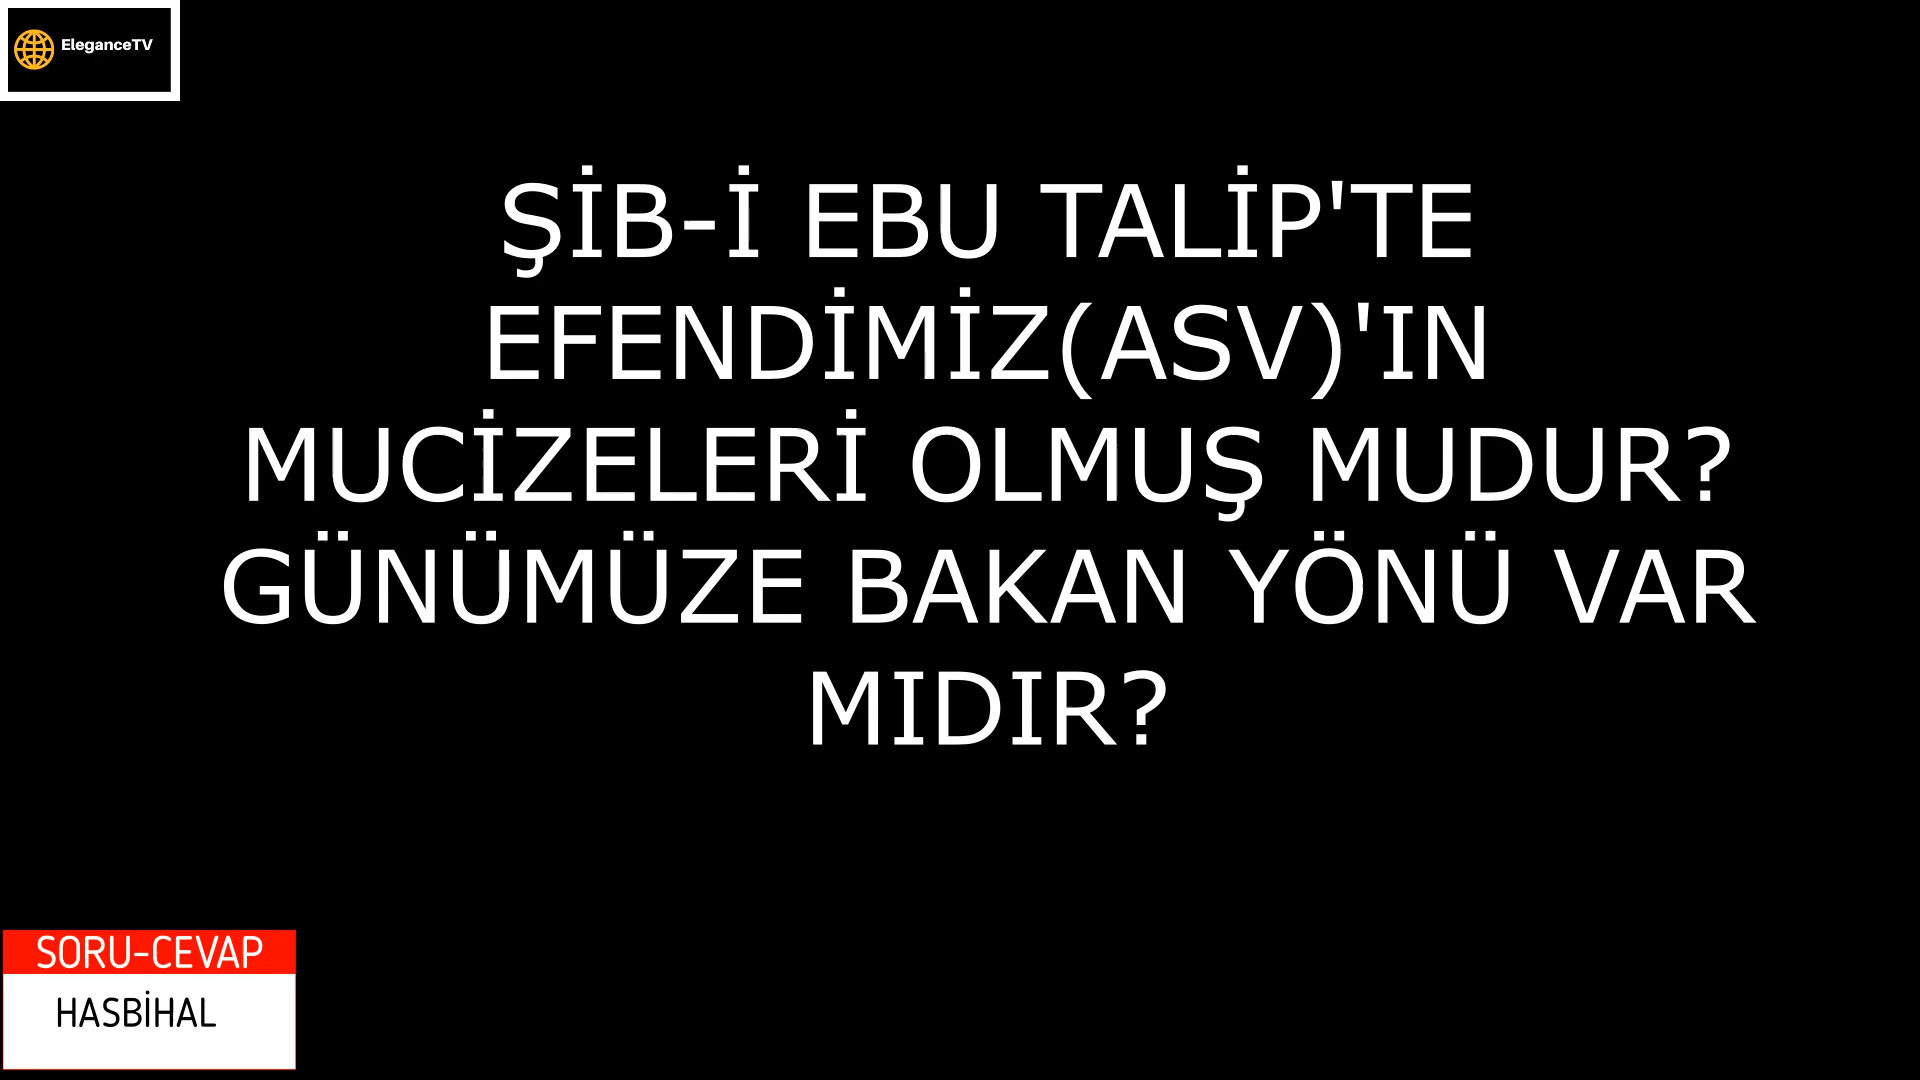 EleganceTV
ŞİB-İ EBU TALİP'TE
EFENDİMİZ(ASV)'IN
MUCİZELERİ OLMUŞ MUDUR?
GÜNÜMÜZE BAKAN YÖNÜ VAR
MIDIR?
SORU-CEVAP
HASBİHAL